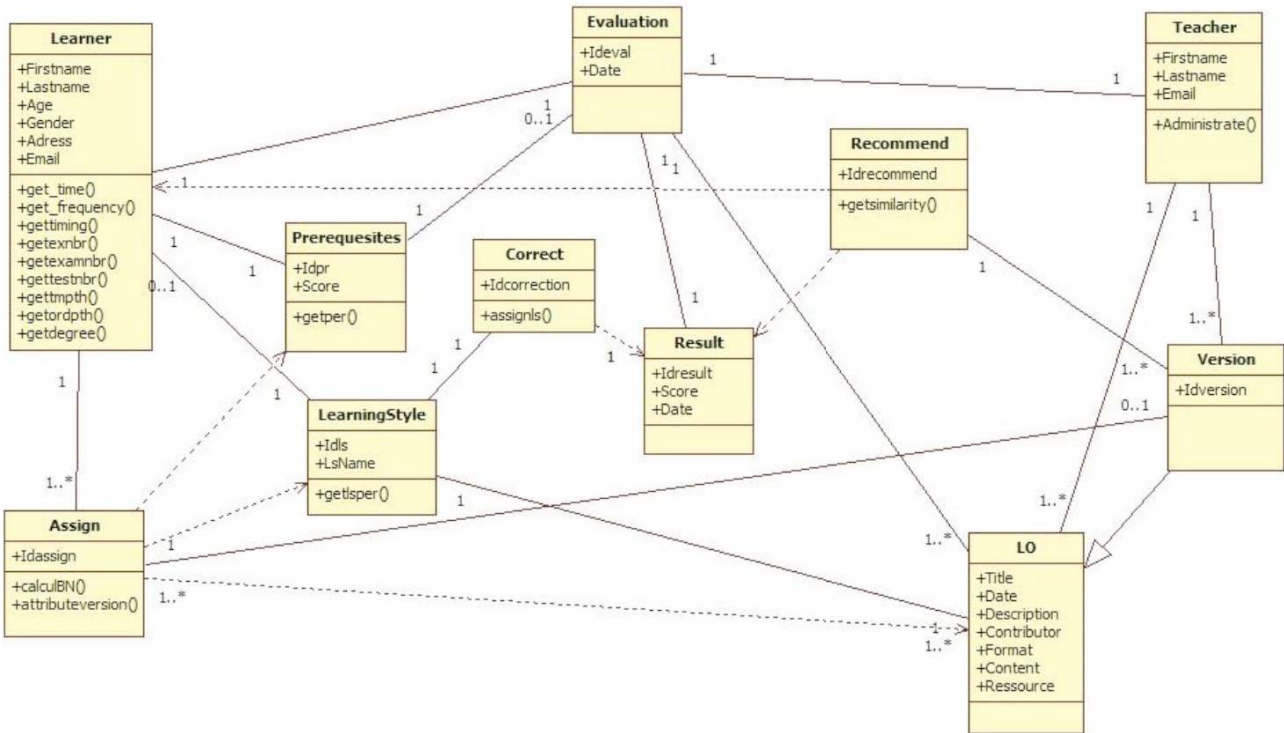 Learner
+Firstname
+Lastname
+Age
+Gender
+Adress
+Email
+get_time()
+get_frequency()
+gettiming()
+getexnbr()
+getexamnbr()
+gettestnbr()
+gettmpth()
+getordpth()
+getdegree()
Evaluation
+Ideval
+Date
Teacher
+Firstname
+Lastname
+Email
+Administrate()
Recommend
+Idrecommend
+getsimilarity()
Prerequesites
+Idpr
+Score
+getper()
Correct
+Idcorrection
+assignls()
Result
+Idresult
+Score
+Date
Version
+Idversion
LearningStyle
+Idls
+LsName
+getlsper()
Assign
+Idassign
+calculBN()
+attributeversion()
LO
+Title
+Date
+Description
+Contributor
+Format
+Content
+Ressource
1
1
1
0..1
1
1
1
1
1
1
1
1
0..1
1
1
1
1
1
1..*
1..*
0..1
1
1
1..*
1
1..*
1..*
1
1..*
1
1..*